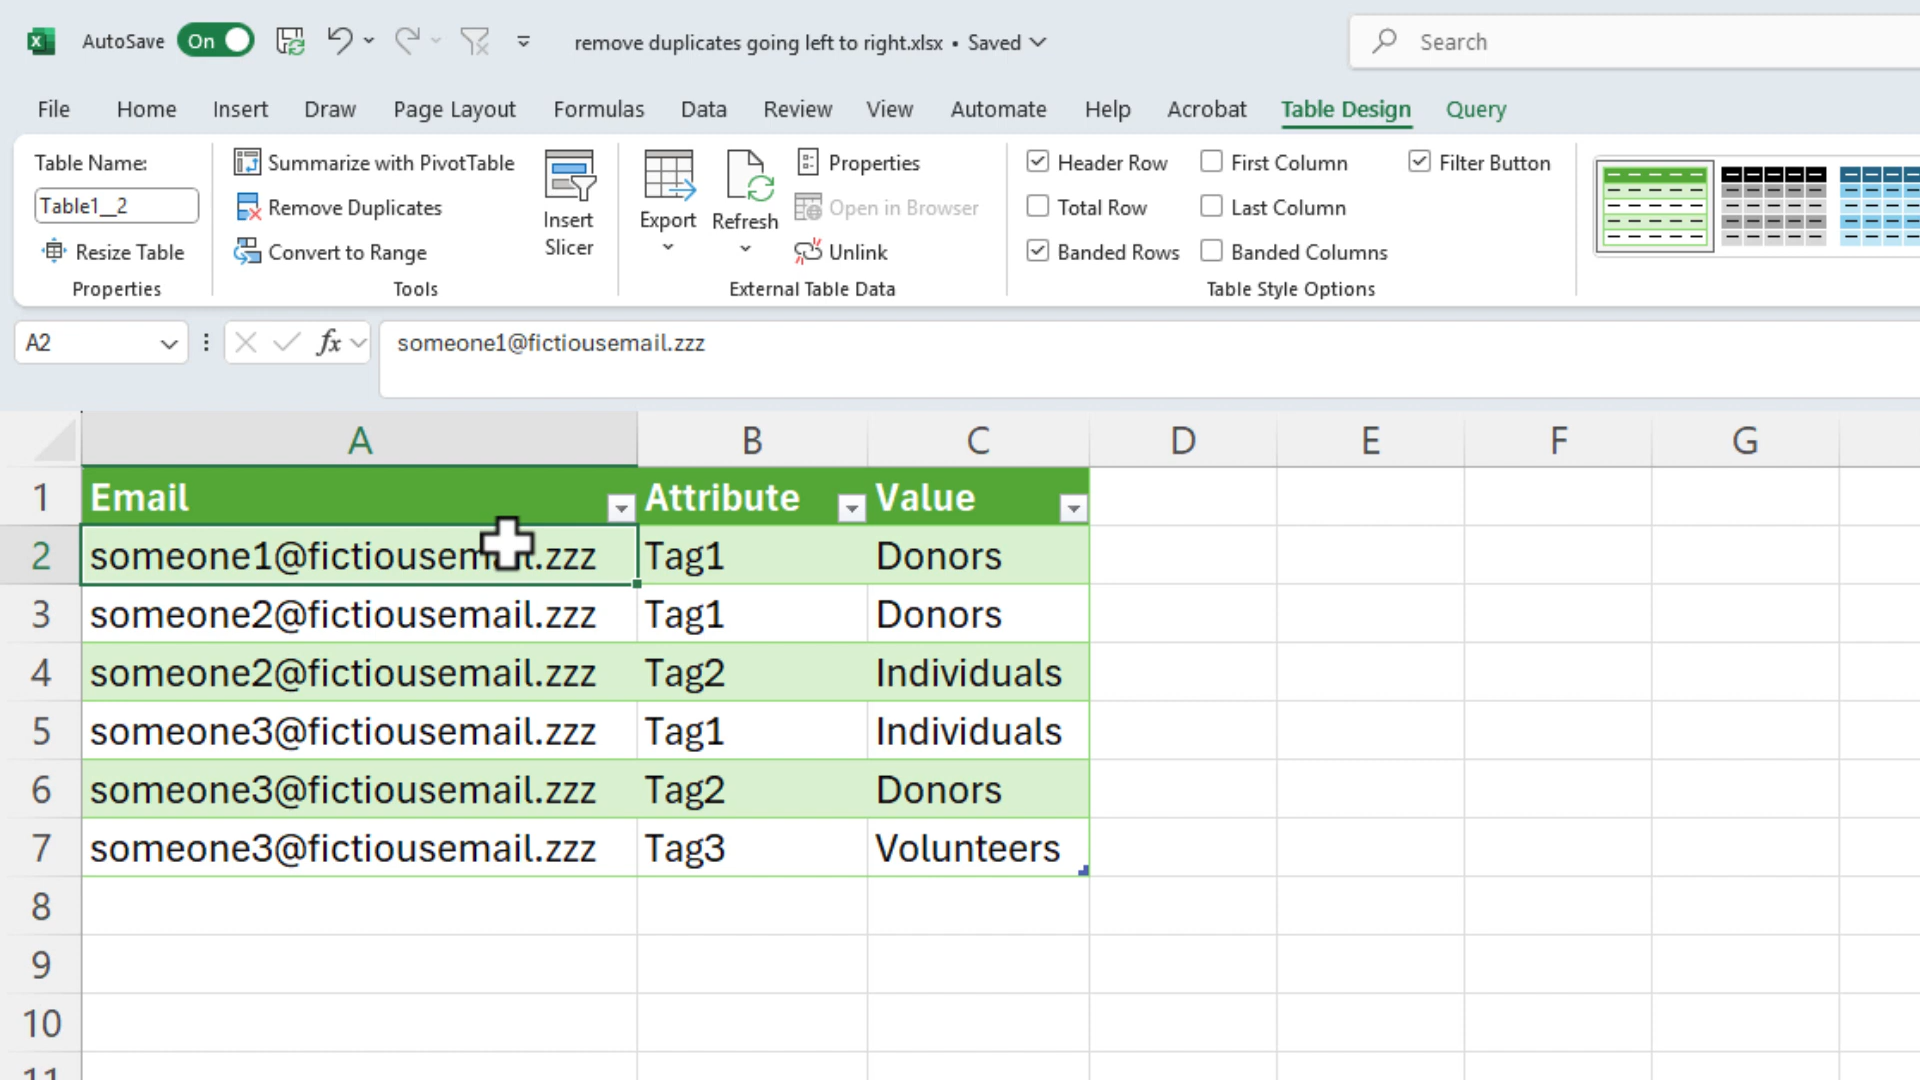 AutoSave On remove duplicates going left to right.xlsx • Saved Search
File Home Insert Draw Page Layout Formulas Data Review View Automate Help Acrobat Table Design Query
Table Name:
Table1__2
Resize Table
Properties
Summarize with PivotTable
Remove Duplicates
Convert to Range
Insert
Slicer
Tools
Export
Refresh
Properties
Open in Browser
Unlink
External Table Data
Header Row First Column Filter Button
Total Row Last Column
Banded Rows Banded Columns
Table Style Options
A2 fx someone1@fictiousemail.zzz
A B C D E F G
1 Email Attribute Value
2 someone1@fictiousemail.zzz Tag1 Donors
3 someone2@fictiousemail.zzz Tag1 Donors
4 someone2@fictiousemail.zzz Tag2 Individuals
5 someone3@fictiousemail.zzz Tag1 Individuals
6 someone3@fictiousemail.zzz Tag2 Donors
7 someone3@fictiousemail.zzz Tag3 Volunteers
8
9
10
11